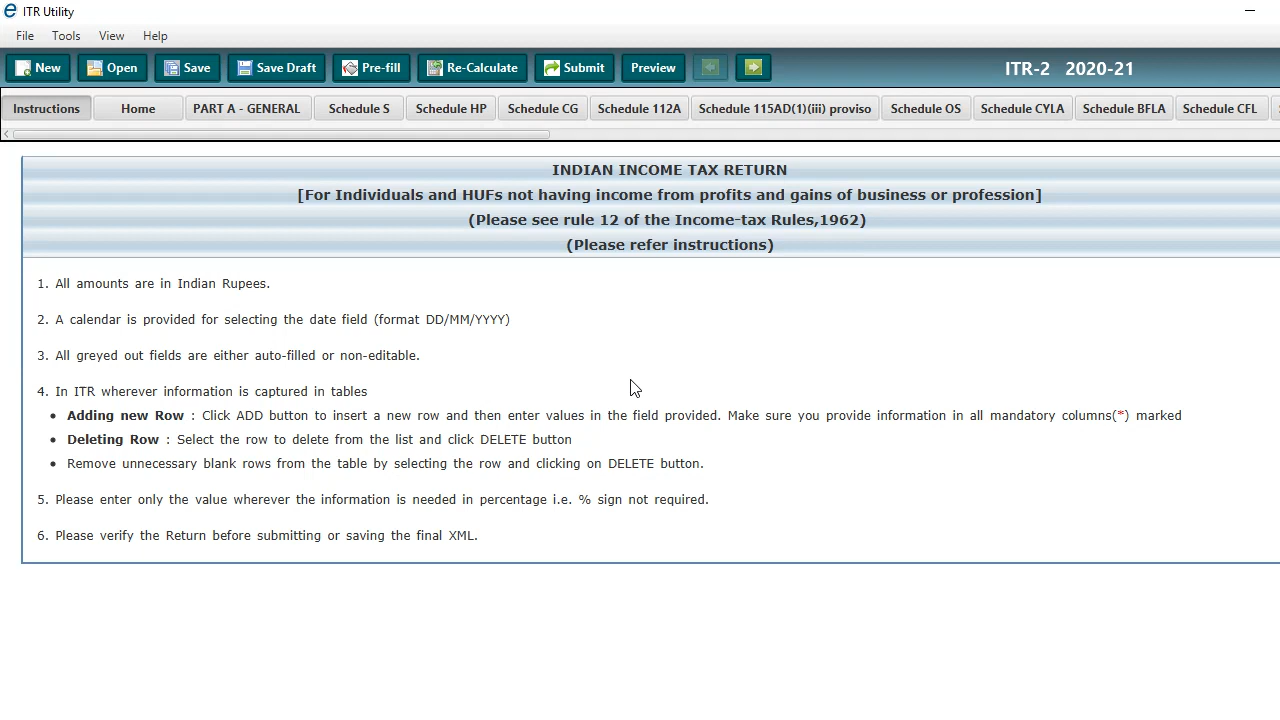 e ITR Utility
File Tools View Help
New Open Save Save Draft Pre-fill Re-Calculate Submit Preview ITR-2 2020-21
Instructions Home PART A - GENERAL Schedule S Schedule HP Schedule CG Schedule 112A Schedule 115AD(1)(iii) proviso Schedule OS Schedule CYLA Schedule BFLA Schedule CFL
INDIAN INCOME TAX RETURN
[For Individuals and HUFs not having income from profits and gains of business or profession]
(Please see rule 12 of the Income-tax Rules,1962)
(Please refer instructions)
1. All amounts are in Indian Rupees.
2. A calendar is provided for selecting the date field (format DD/MM/YYYY)
3. All greyed out fields are either auto-filled or non-editable.
4. In ITR wherever information is captured in tables
• Adding new Row : Click ADD button to insert a new row and then enter values in the field provided. Make sure you provide information in all mandatory columns(*) marked
• Deleting Row : Select the row to delete from the list and click DELETE button
• Remove unnecessary blank rows from the table by selecting the row and clicking on DELETE button.
5. Please enter only the value wherever the information is needed in percentage i.e. % sign not required.
6. Please verify the Return before submitting or saving the final XML.